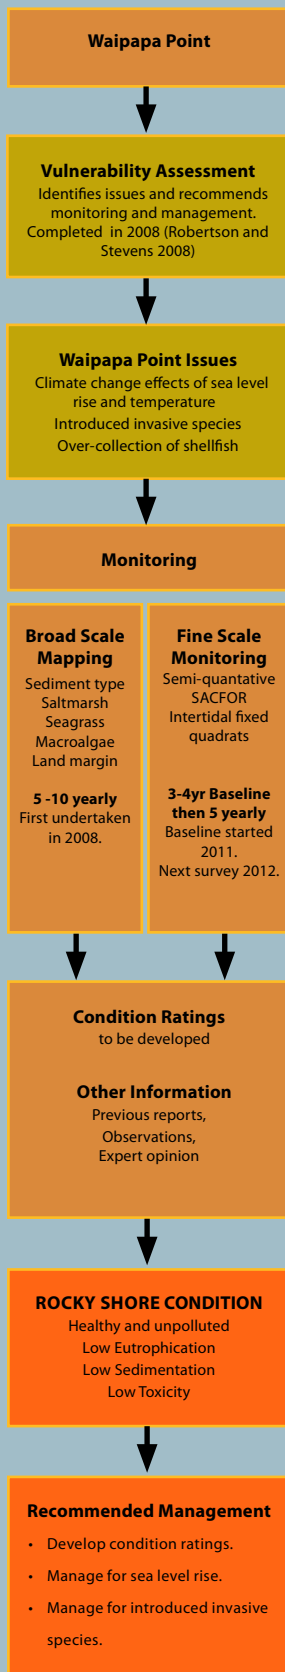 Waipapa Point
Vulnerability Assessment
Identifies issues and recommends
monitoring and management.
Completed in 2008 (Robertson and
Stevens 2008)
Waipapa Point Issues
Climate change effects of sea level
rise and temperature
Introduced invasive species
Over-collection of shellfish
Monitoring
Broad Scale
Mapping
Sediment type
Saltmarsh
Seagrass
Macroalgae
Land margin
5 -10 yearly
First undertaken
in 2008.
Fine Scale
Monitoring
Semi-quantative
SACFOR
Intertidal fixed
quadrats
3-4yr Baseline
then 5 yearly
Baseline started
2011.
Next survey 2012.
Condition Ratings
to be developed
Other Information
Previous reports,
Observations,
Expert opinion
ROCKY SHORE CONDITION
Healthy and unpolluted
Low Eutrophication
Low Sedimentation
Low Toxicity
Recommended Management
• Develop condition ratings.
• Manage for sea level rise.
• Manage for introduced invasive
species.